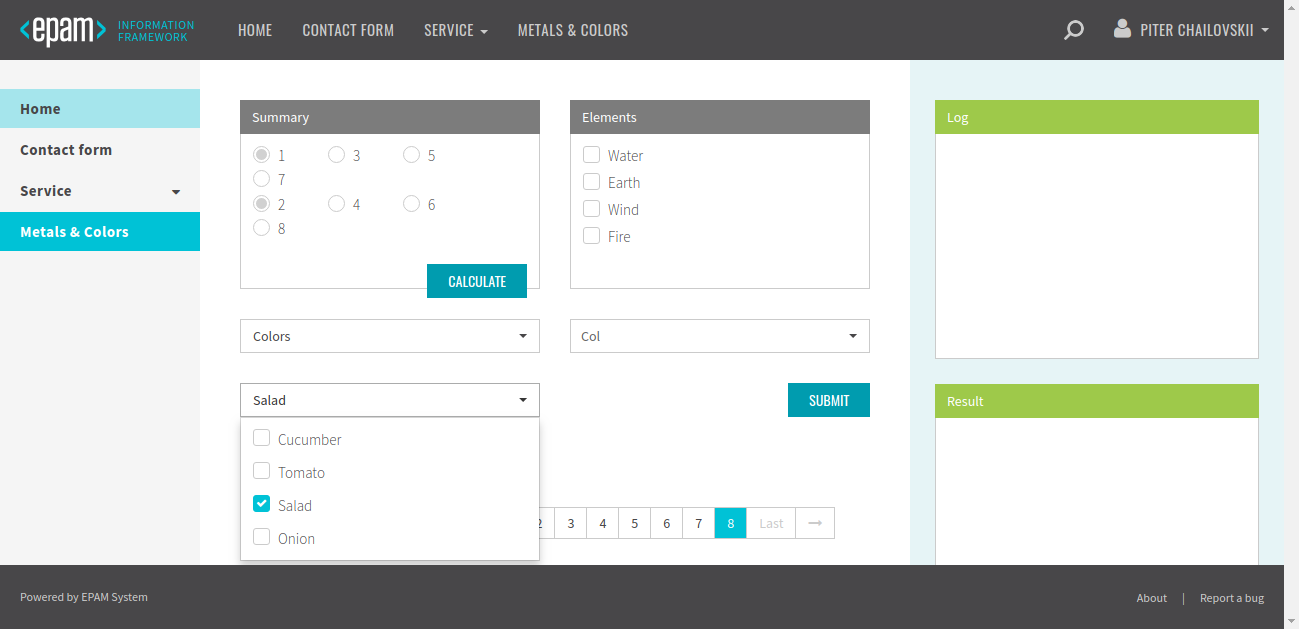 <epam> INFORMATION
FRAMEWORK
HOME CONTACT FORM SERVICE METALS & COLORS PITER CHAILOVSKII
Home
Contact form
Service
Metals & Colors
Summary
1 3 5
7
2 4 6
8
CALCULATE
Elements
Water
Earth
Wind
Fire
Colors
Col
Salad
SUBMIT
Cucumber
Tomato
Salad
Onion
2 3 4 5 6 7 8 Last →
Log
Result
Powered by EPAM System
About | Report a bug